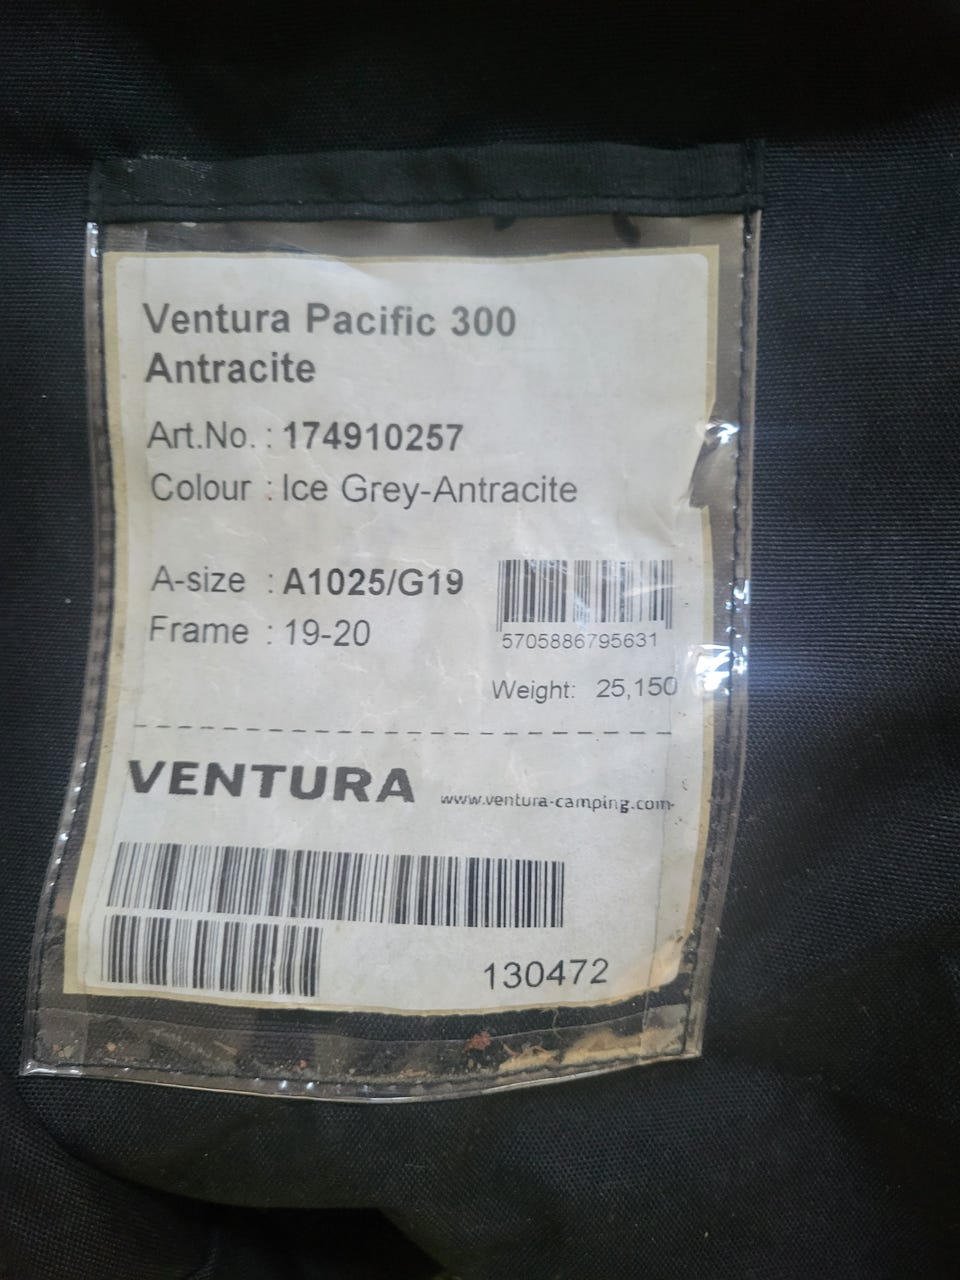 Ventura Pacific 300
Antracite
Art.No. : 174910257
Colour : Ice Grey-Antracite
A-size : A1025/G19
Frame : 19-20
5705886795631
Weight: 25,150
VENTURA www.ventura-camping.com
130472